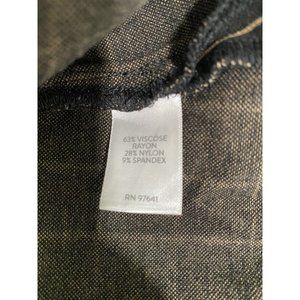 63% VISCOSE
RAYON
28% NYLON
9% SPANDEX
RN 97641